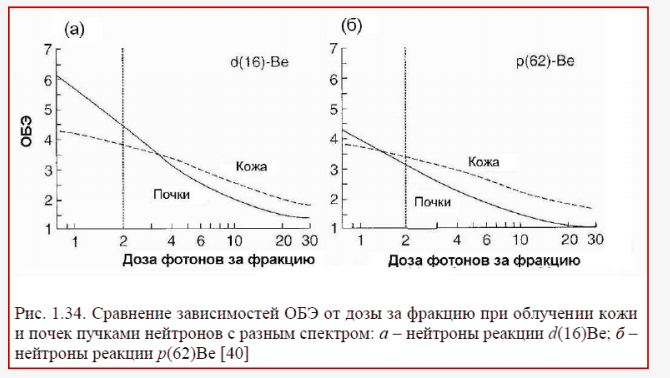 (а) (б)
7 7
d(16)-Be p(62)-Be
6 6
5 5
ОБЭ
4 4
3 Кожа 3 Кожа
2 Почки 2 Почки
1 1
1 2 4 6 10 20 30 1 2 4 6 10 20 30
Доза фотонов за фракцию Доза фотонов за фракцию
Рис. 1.34. Сравнение зависимостей ОБЭ от дозы за фракцию при облучении кожи
и почек пучками нейтронов с разным спектром: а – нейтроны реакции d(16)Be; б –
нейтроны реакции p(62)Be [40]